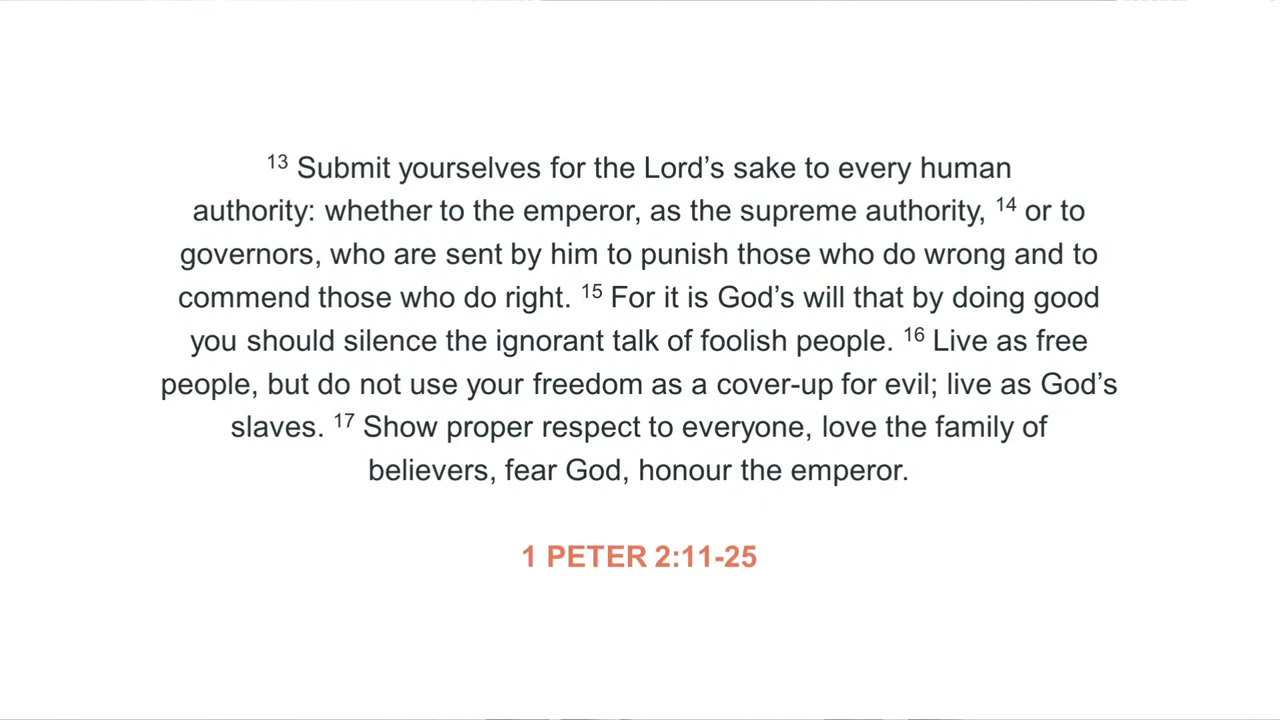 13 Submit yourselves for the Lord’s sake to every human
authority: whether to the emperor, as the supreme authority, 14 or to
governors, who are sent by him to punish those who do wrong and to
commend those who do right. 15 For it is God’s will that by doing good
you should silence the ignorant talk of foolish people. 16 Live as free
people, but do not use your freedom as a cover-up for evil; live as God’s
slaves. 17 Show proper respect to everyone, love the family of
believers, fear God, honour the emperor.
1 PETER 2:11-25